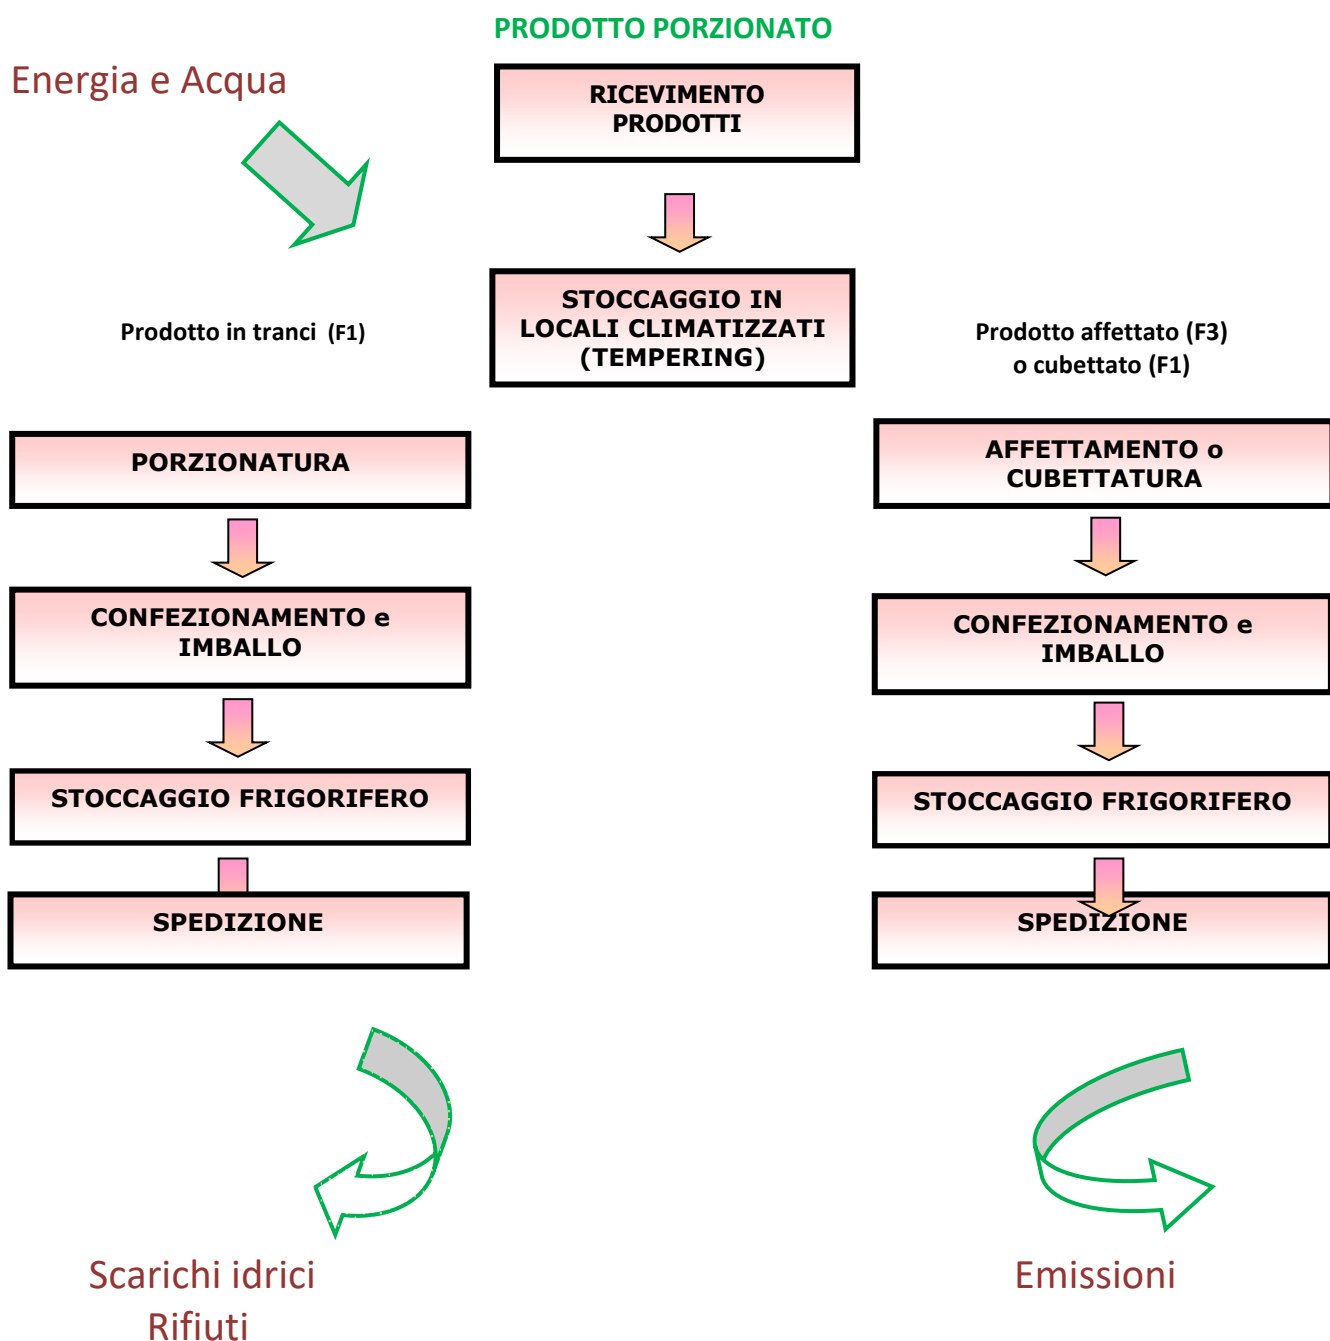 PRODOTTO PORZIONATO
Energia e Acqua
RICEVIMENTO
PRODOTTI
STOCCAGGIO IN
LOCALI CLIMATIZZATI
(TEMPERING)
Prodotto in tranci (F1)
Prodotto affettato (F3)
o cubettato (F1)
PORZIONATURA
CONFEZIONAMENTO e
IMBALLO
STOCCAGGIO FRIGORIFERO
SPEDIZIONE
AFFETTAMENTO o
CUBETTATURA
CONFEZIONAMENTO e
IMBALLO
STOCCAGGIO FRIGORIFERO
SPEDIZIONE
Scarichi idrici
Rifiuti
Emissioni